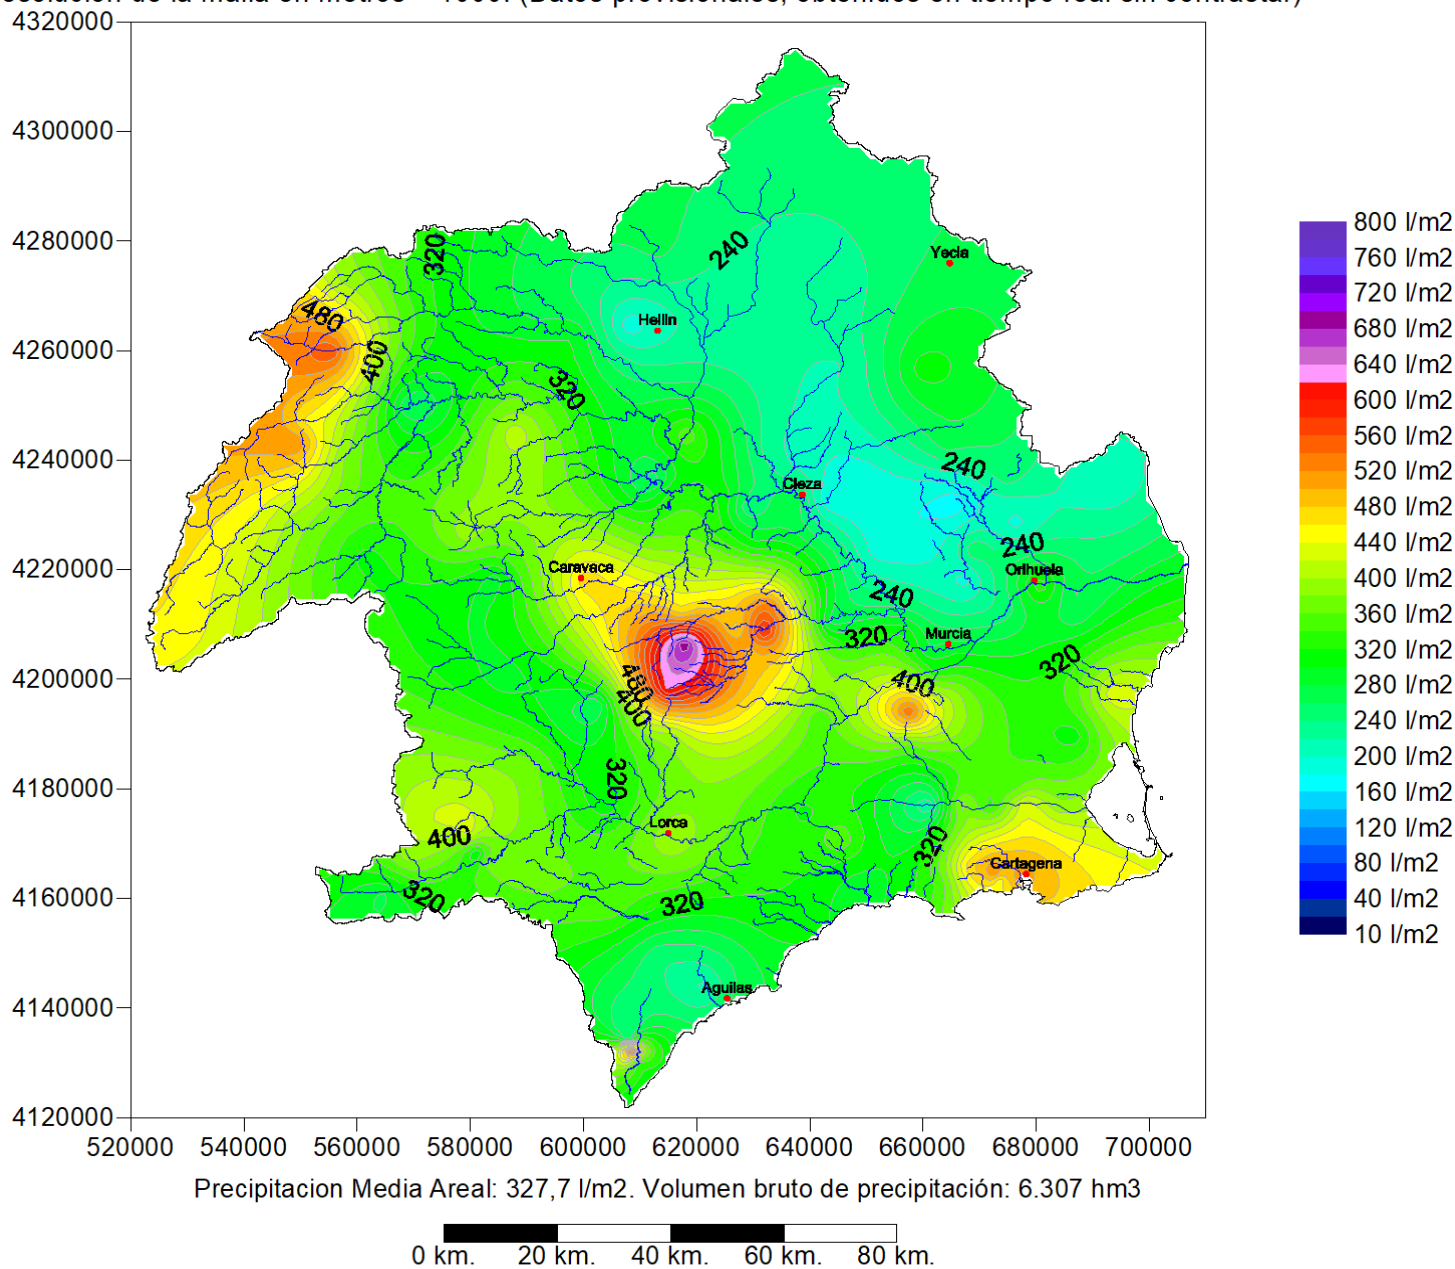 4320000
4300000
4280000
4260000
4240000
4220000
4200000
4180000
4160000
4140000
4120000
520000 540000 560000 580000 600000 620000 640000 660000 680000 700000
320
240
Yecla
480
Hellin
400
320
240
Cieza
240
Caravaca
Orihuela
240
320
Murcia
320
480
400
400
320
Lorca
400
320
Cartagena
320
320
Aguilas
800 l/m2
760 l/m2
720 l/m2
680 l/m2
640 l/m2
600 l/m2
560 l/m2
520 l/m2
480 l/m2
440 l/m2
400 l/m2
360 l/m2
320 l/m2
280 l/m2
240 l/m2
200 l/m2
160 l/m2
120 l/m2
80 l/m2
40 l/m2
10 l/m2
Precipitacion Media Areal: 327,7 l/m2. Volumen bruto de precipitación: 6.307 hm3
0 km. 20 km. 40 km. 60 km. 80 km.